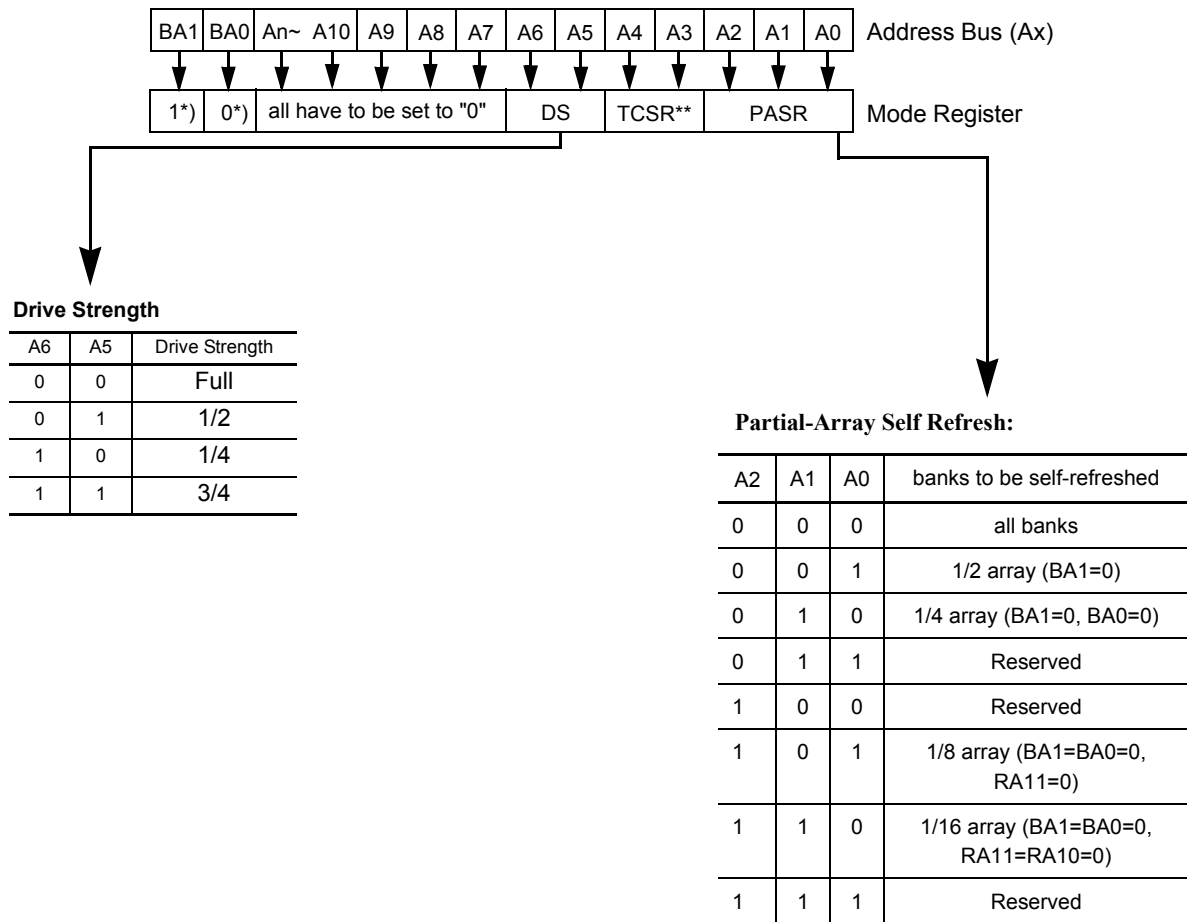 BA1 BA0 An~ A10 A9 A8 A7 A6 A5 A4 A3 A2 A1 A0 Address Bus (Ax)
1*) 0*) all have to be set to "0" DS TCSR** PASR Mode Register
Drive Strength
A6 A5 Drive Strength
0 0 Full
0 1 1/2
1 0 1/4
1 1 3/4
Partial-Array Self Refresh:
A2 A1 A0 banks to be self-refreshed
0 0 0 all banks
0 0 1 1/2 array (BA1=0)
0 1 0 1/4 array (BA1=0, BA0=0)
0 1 1 Reserved
1 0 0 Reserved
1 0 1 1/8 array (BA1=BA0=0,
RA11=0)
1 1 0 1/16 array (BA1=BA0=0,
RA11=RA10=0)
1 1 1 Reserved